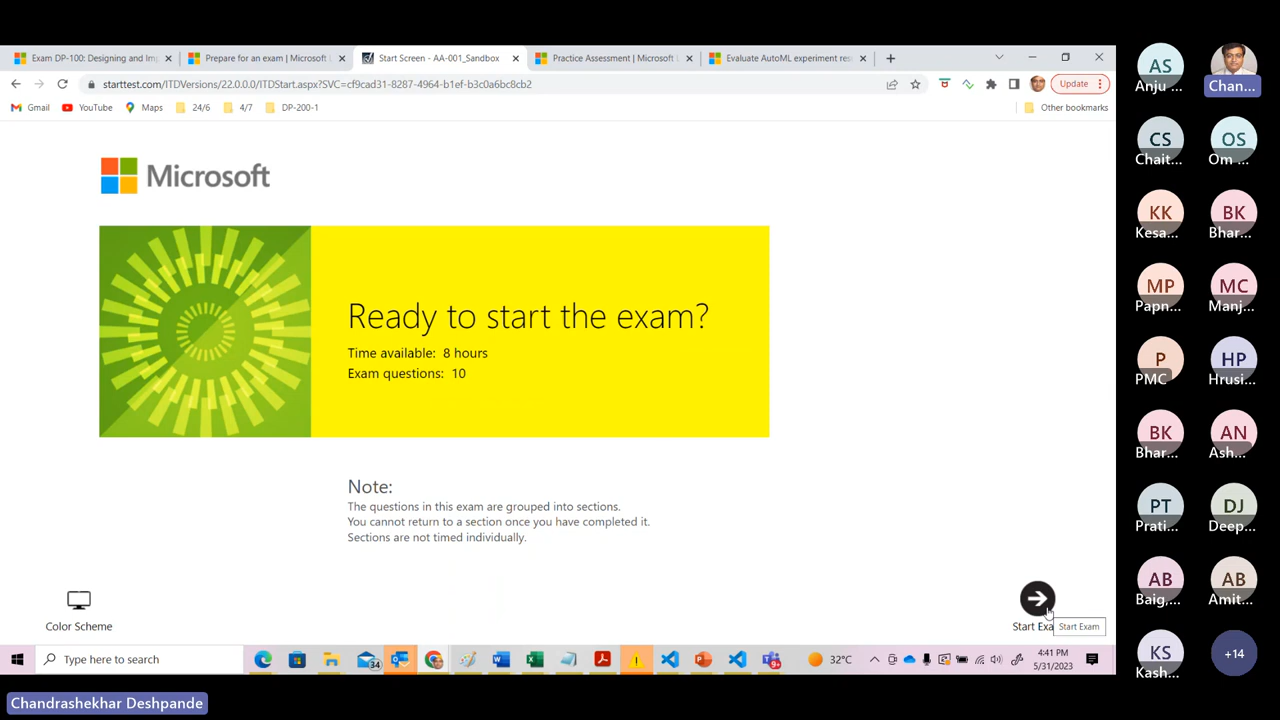 Exam DP-100: Designing and Imp
Prepare for an exam | Microsoft L
Start Screen - AA-001_Sandbox
Practice Assessment | Microsoft L
Evaluate AutoML experiment res
starttest.com/ITDVersions/22.0.0.0/ITDStart.aspx?SVC=cf9cad31-8287-4964-b1ef-b3c0a6bc8cb2
Update
Gmail
YouTube
Maps
24/6
4/7
DP-200-1
Other bookmarks
Microsoft
Ready to start the exam?
Time available: 8 hours
Exam questions: 10
Note:
The questions in this exam are grouped into sections.
You cannot return to a section once you have completed it.
Sections are not timed individually.
Color Scheme
Start Exa
Start Exam
Type here to search
34
9+
32°C
4:41 PM
5/31/2023
Chandrashekhar Deshpande
AS
Anju ...
Chan...
CS
Chait...
OS
Om ...
KK
Kesa...
BK
Bhar...
MP
Papn...
MC
Manj...
P
PMC
HP
Hrusi...
BK
Bhar...
AN
Ash...
PT
Prati...
DJ
Deep...
AB
Baig,...
AB
Amit...
KS
Kash...
+14